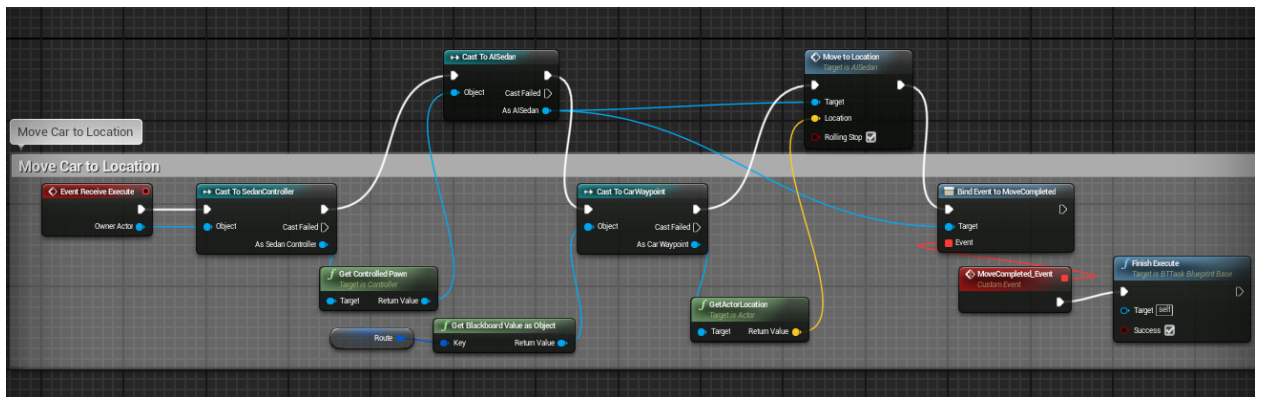 Move Car to Location
Move Car to Location
Event Receive Execute
Owner Actor
Cast To SedanController
Object
Cast Failed
As Sedan Controller
Get Controlled Pawn
Target is Controller
Target
Return Value
Route
Get Blackboard Value as Object
Key
Return Value
Cast To AISedan
Object
Cast Failed
As AISedan
Cast To CarWaypoint
Object
Cast Failed
As Car Waypoint
GetActorLocation
Target is Actor
Target
Return Value
Move to Location
Target is AISedan
Target
Location
Rolling Stop
Bind Event to MoveCompleted
Target
Event
MoveCompleted_Event
Custom Event
Finish Execute
Target is BTTask Blueprint Base
Target
self
Success